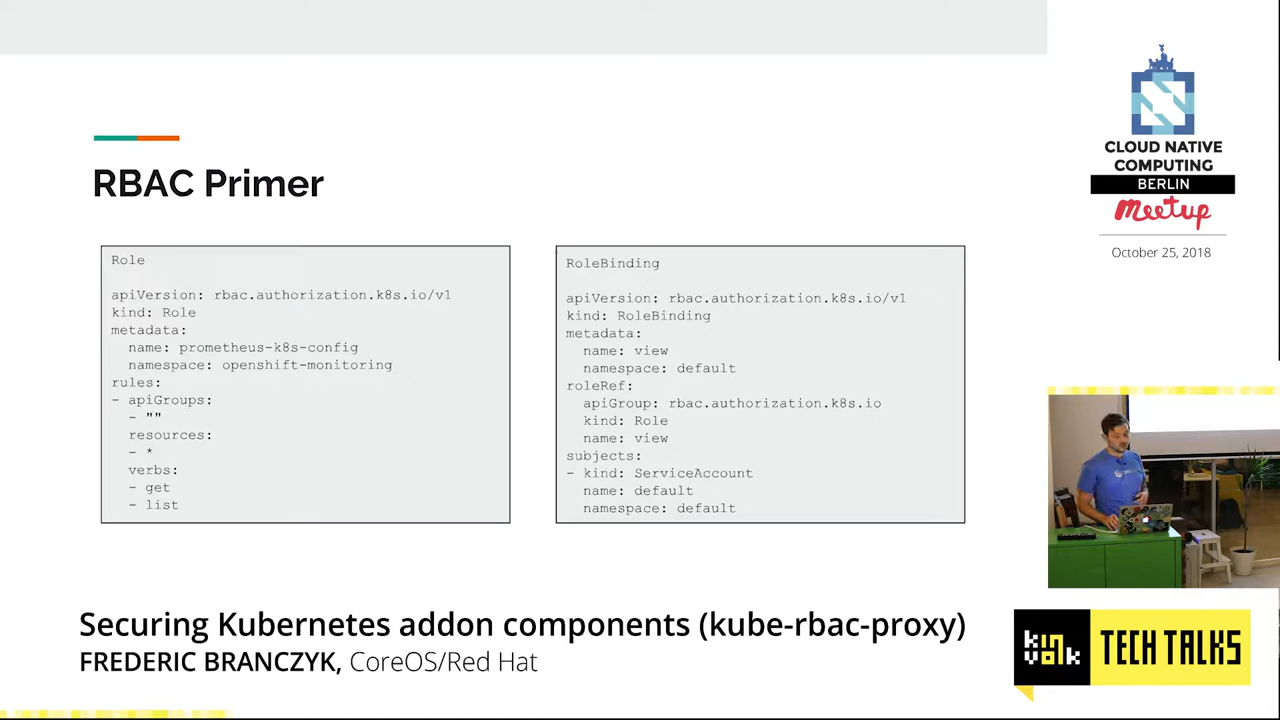 RBAC Primer
Role
apiVersion: rbac.authorization.k8s.io/v1
kind: Role
metadata:
  name: prometheus-k8s-config
  namespace: openshift-monitoring
rules:
- apiGroups:
  - ""
  resources:
  - *
  verbs:
  - get
  - list
RoleBinding
apiVersion: rbac.authorization.k8s.io/v1
kind: RoleBinding
metadata:
  name: view
  namespace: default
roleRef:
  apiGroup: rbac.authorization.k8s.io
  kind: Role
  name: view
subjects:
- kind: ServiceAccount
  name: default
  namespace: default
CLOUD NATIVE
COMPUTING
BERLIN
meetup
October 25, 2018
Securing Kubernetes addon components (kube-rbac-proxy)
FREDERIC BRANCZYK, CoreOS/Red Hat
kinvolk
TECH TALKS